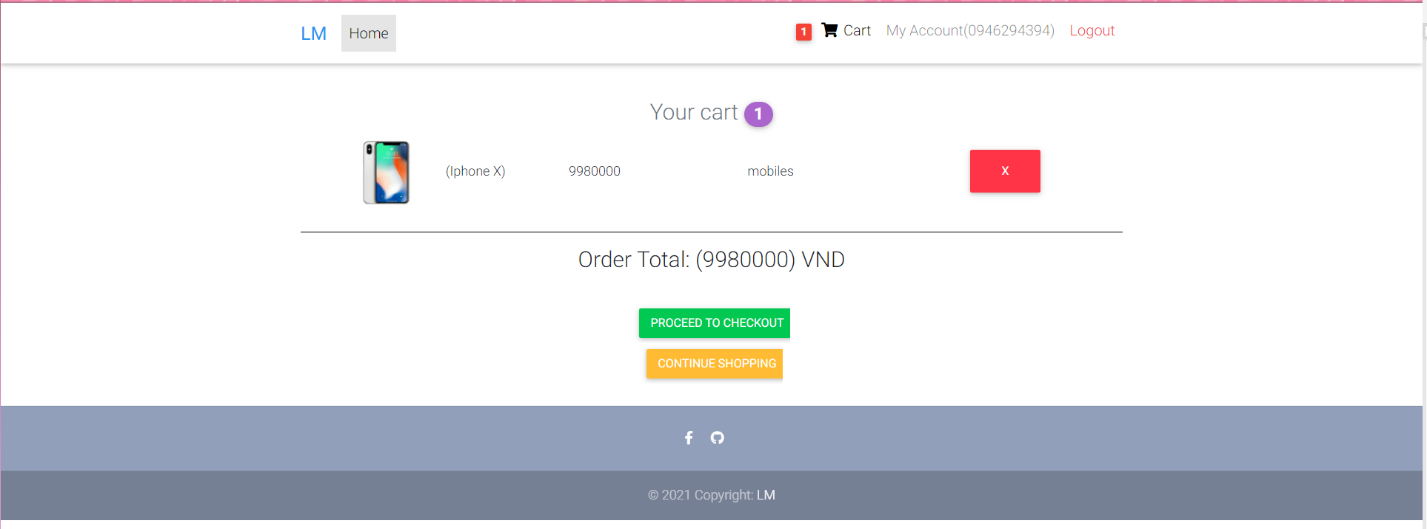 LM Home 1 Cart My Account(0946294394) Logout
Your cart 1
(Iphone X) 9980000 mobiles X
Order Total: (9980000) VND
PROCEED TO CHECKOUT
CONTINUE SHOPPING
© 2021 Copyright: LM